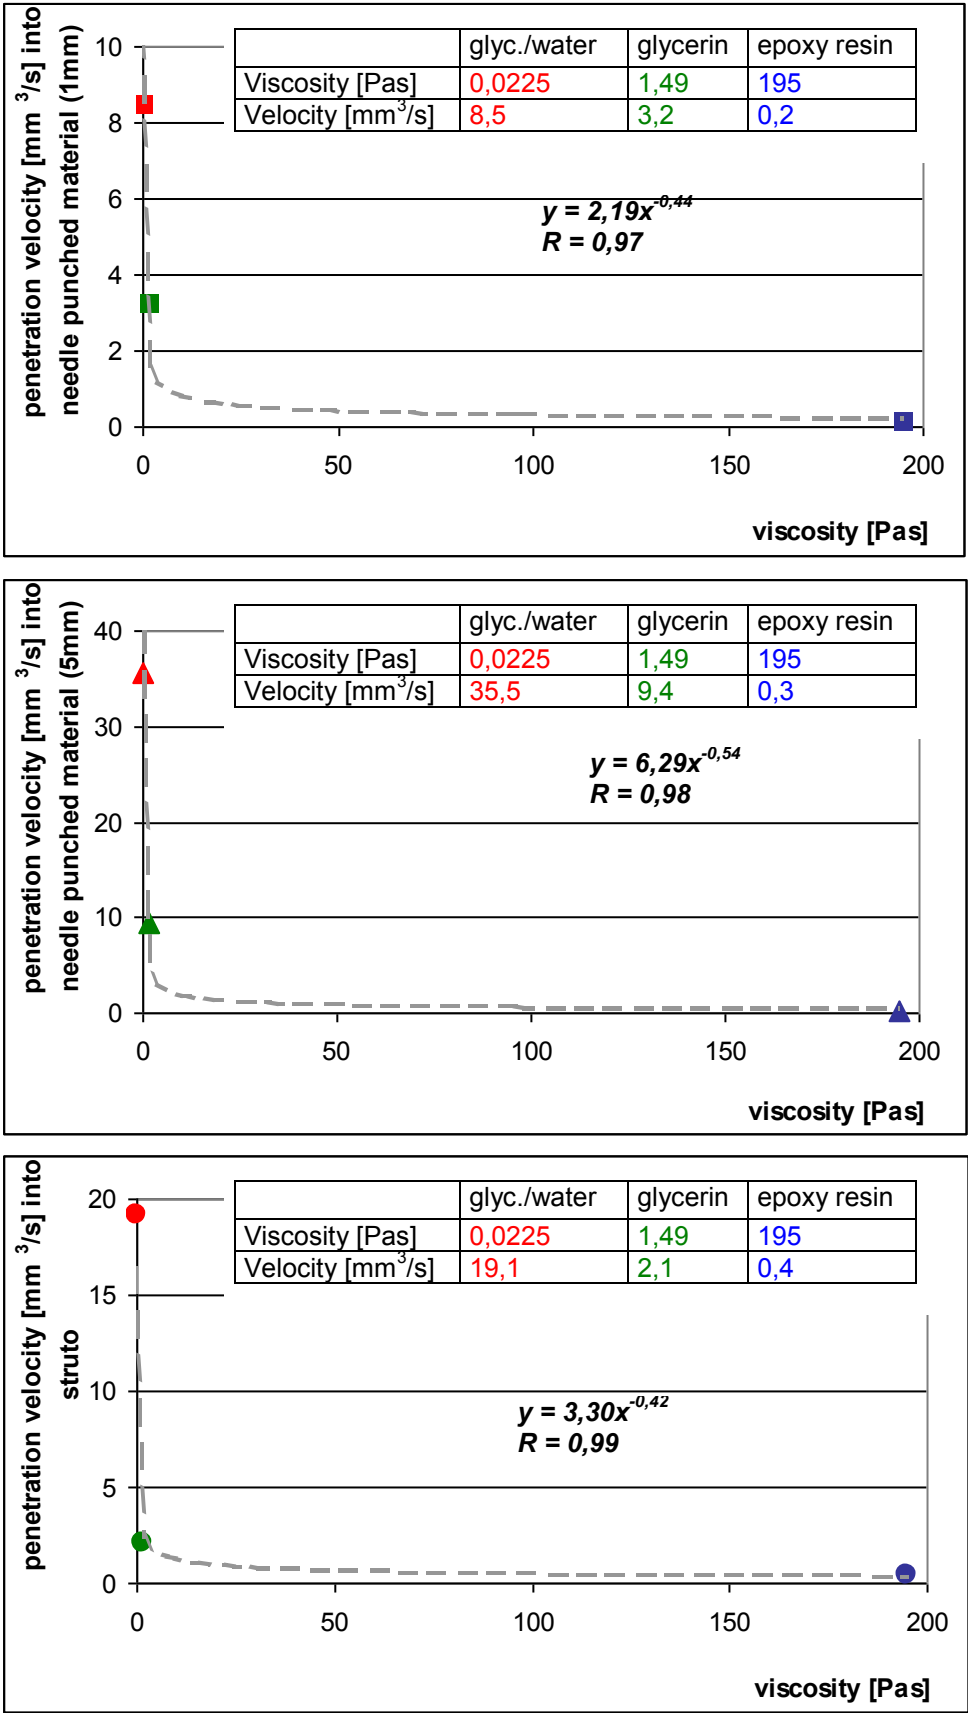 penetration velocity [mm ³/s] into
needle punched material (1mm)
glyc./water glycerin epoxy resin
Viscosity [Pas] 0,0225 1,49 195
Velocity [mm³/s] 8,5 3,2 0,2
10
8
6
4
2
0
y = 2,19x^-0,44
R = 0,97
0 50 100 150 200
viscosity [Pas]
penetration velocity [mm ³/s] into
needle punched material (5mm)
glyc./water glycerin epoxy resin
Viscosity [Pas] 0,0225 1,49 195
Velocity [mm³/s] 35,5 9,4 0,3
40
30
20
10
0
y = 6,29x^-0,54
R = 0,98
0 50 100 150 200
viscosity [Pas]
penetration velocity [mm ³/s] into
struto
glyc./water glycerin epoxy resin
Viscosity [Pas] 0,0225 1,49 195
Velocity [mm³/s] 19,1 2,1 0,4
20
15
10
5
0
y = 3,30x^-0,42
R = 0,99
0 50 100 150 200
viscosity [Pas]